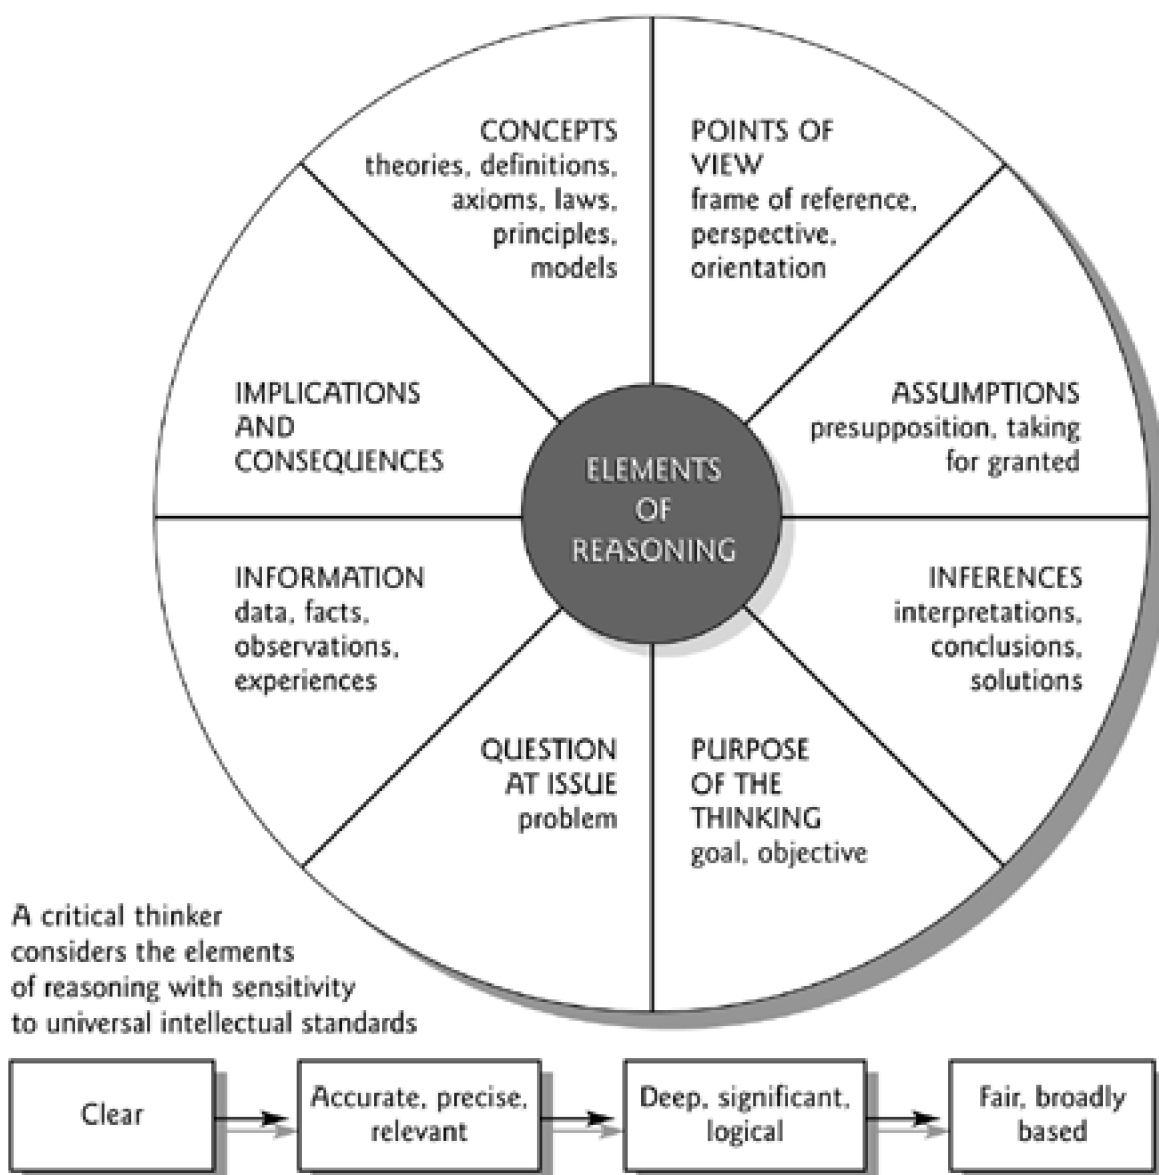 CONCEPTS
theories, definitions,
axioms, laws,
principles,
models
POINTS OF
VIEW
frame of reference,
perspective,
orientation
ASSUMPTIONS
presupposition, taking
for granted
INFERENCES
interpretations,
conclusions,
solutions
PURPOSE
OF THE
THINKING
goal, objective
QUESTION
AT ISSUE
problem
INFORMATION
data, facts,
observations,
experiences
IMPLICATIONS
AND
CONSEQUENCES
ELEMENTS
OF
REASONING
A critical thinker
considers the elements
of reasoning with sensitivity
to universal intellectual standards
Clear
Accurate, precise,
relevant
Deep, significant,
logical
Fair, broadly
based